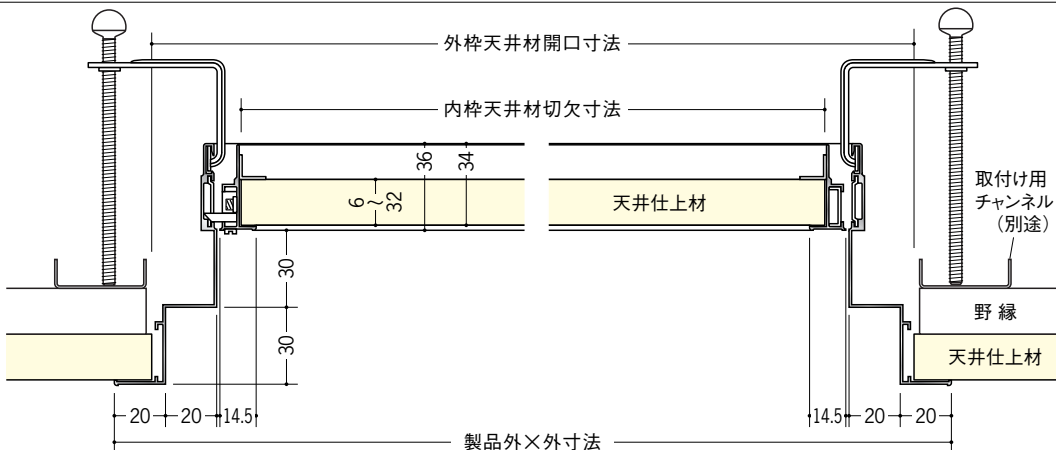 外枠天井材開口寸法
内枠天井材切欠寸法
36
34
6~32
天井仕上材
取付け用
チャンネル
(別途)
30
30
野縁
天井仕上材
20
20
14.5
14.5
20
20
製品外×外寸法